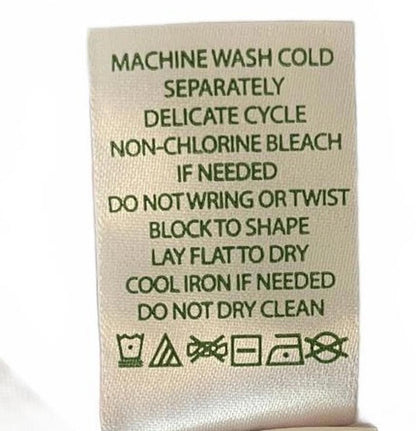 MACHINE WASH COLD
SEPARATELY
DELICATE CYCLE
NON-CHLORINE BLEACH
IF NEEDED
DO NOT WRING OR TWIST
BLOCK TO SHAPE
LAY FLAT TO DRY
COOL IRON IF NEEDED
DO NOT DRY CLEAN